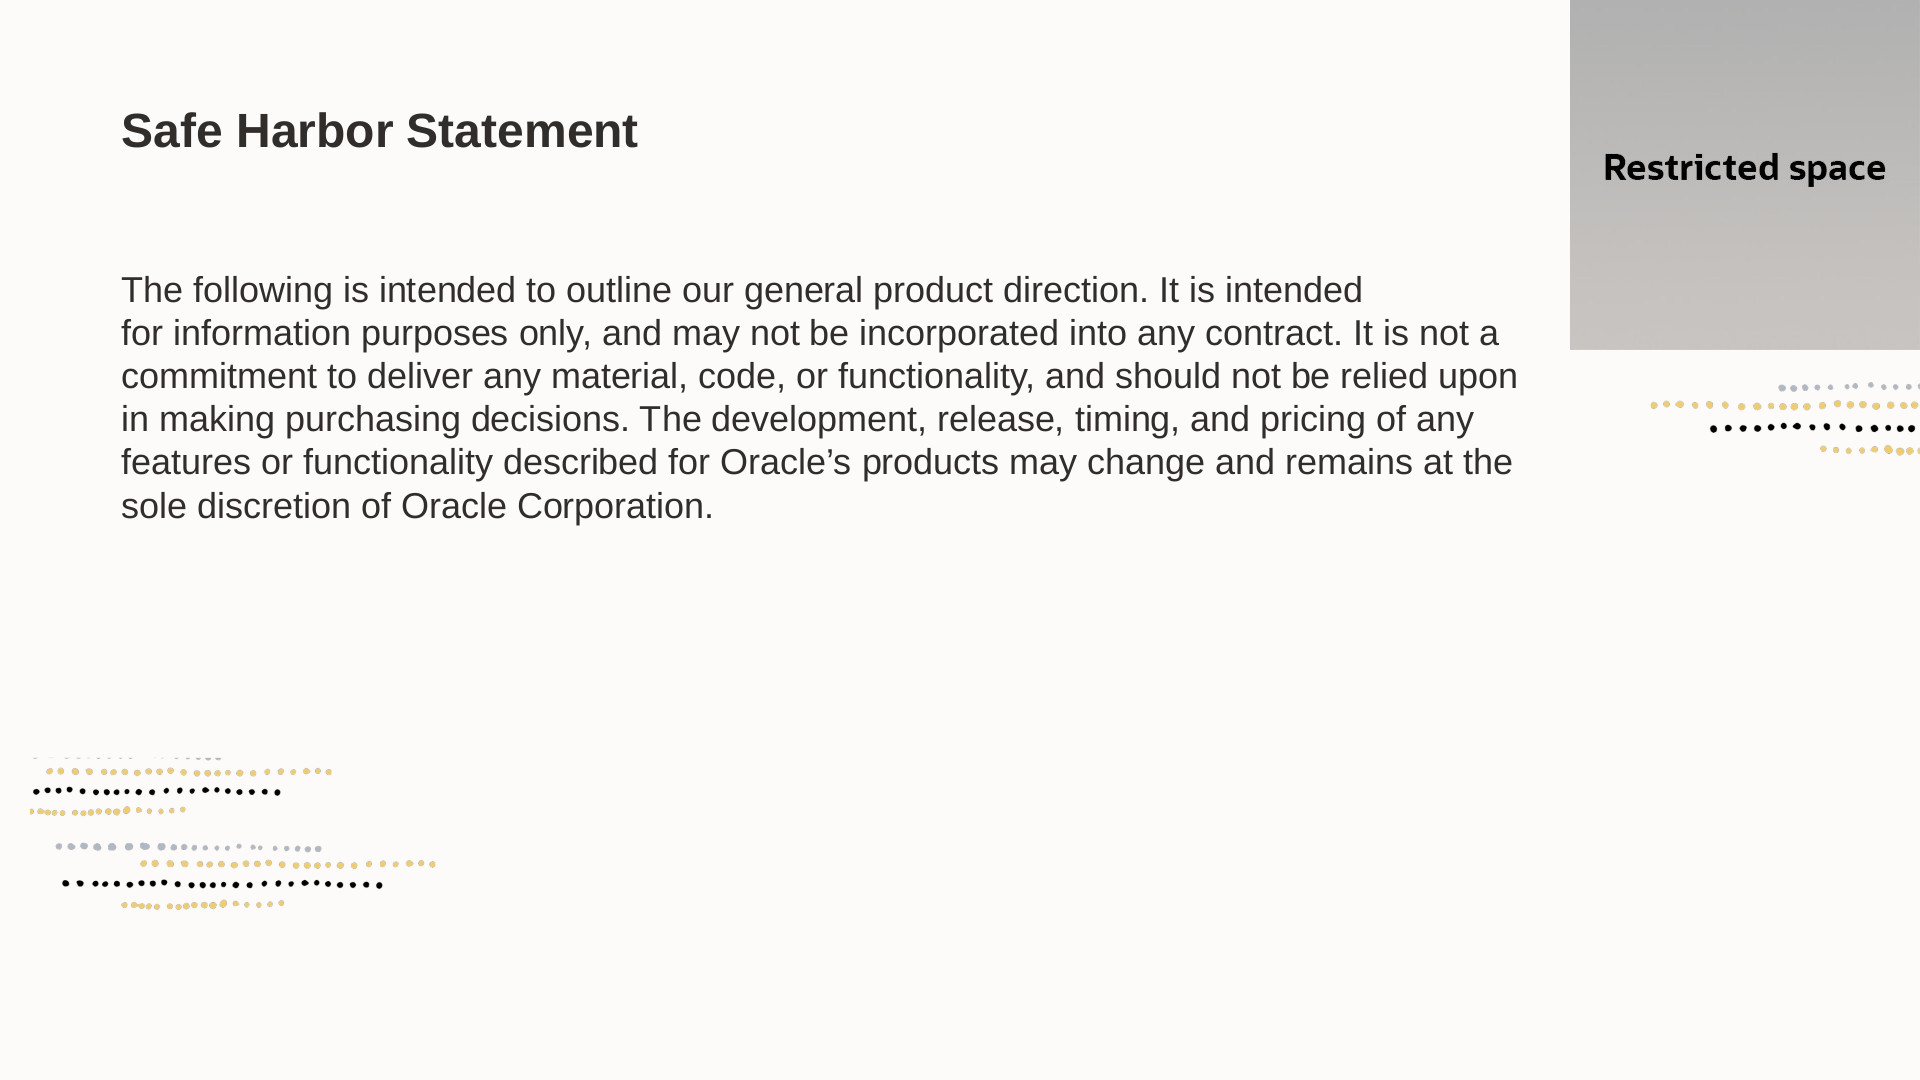 Safe Harbor Statement
Restricted space
The following is intended to outline our general product direction. It is intended
for information purposes only, and may not be incorporated into any contract. It is not a
commitment to deliver any material, code, or functionality, and should not be relied upon
in making purchasing decisions. The development, release, timing, and pricing of any
features or functionality described for Oracle’s products may change and remains at the
sole discretion of Oracle Corporation.